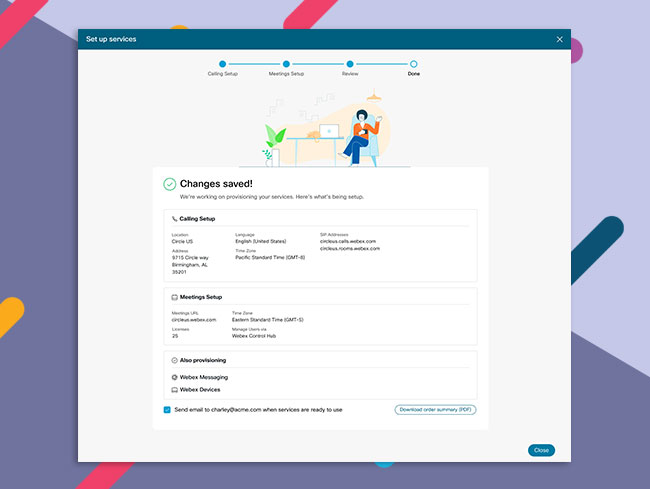 Set up services
Calling Setup
Meetings Setup
Review
Done
Changes saved!
We're working on provisioning your services. Here's what's being setup.
Calling Setup
Location
Circle US
Language
English (United States)
SIP Addresses
circleus.calls.webex.com
circleus.rooms.webex.com
Address
9715 Circle way
Birmingham, AL
35201
Time Zone
Pacific Standard Time (GMT-8)
Meetings Setup
Meetings URL
circleus.webex.com
Time Zone
Eastern Standard Time (GMT-5)
Licenses
25
Manage Users via
Webex Control Hub
Also provisioning
Webex Messaging
Webex Devices
Send email to charley@acme.com when services are ready to use
Download order summary (PDF)
Close